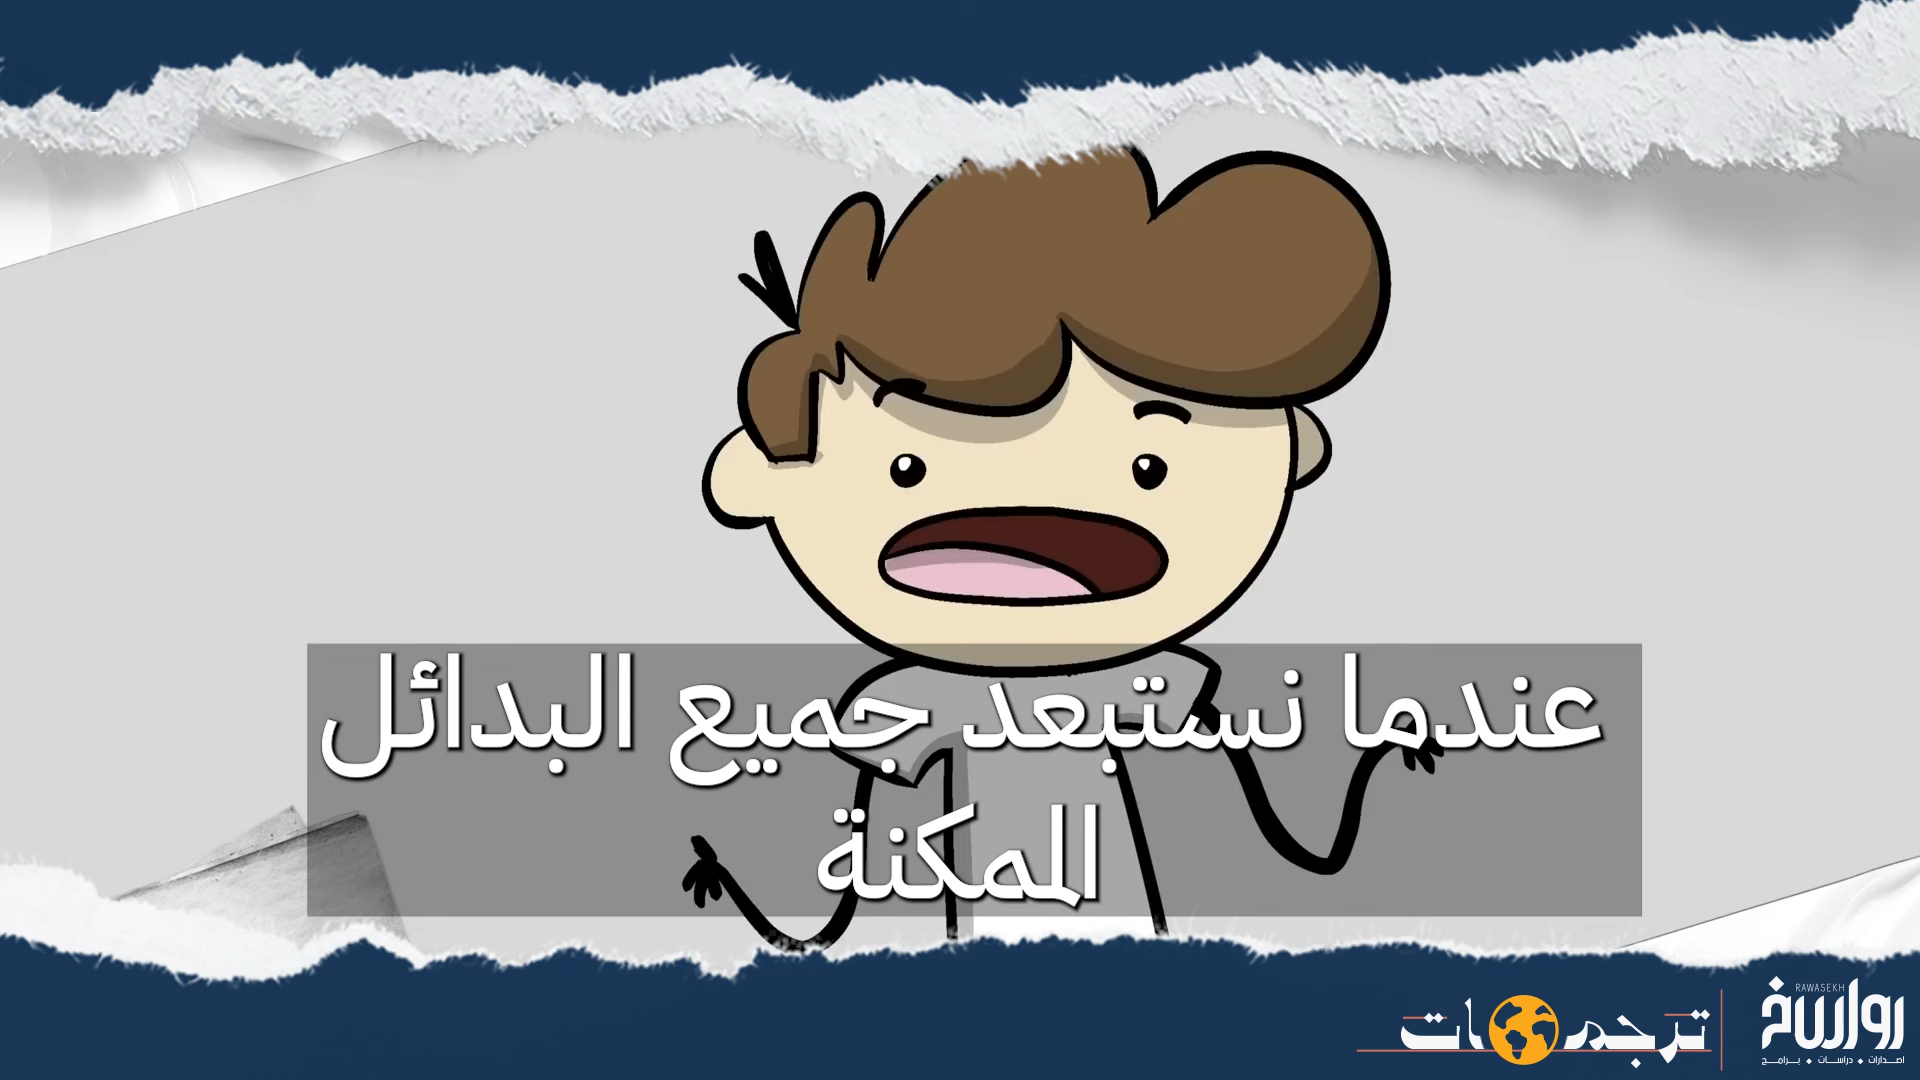 عندما نستبعد جميع البدائل
الممكنة
ترجمات
RAWASEKH
رواسخ
اصدارات ◆ دراسات ◆ برامج